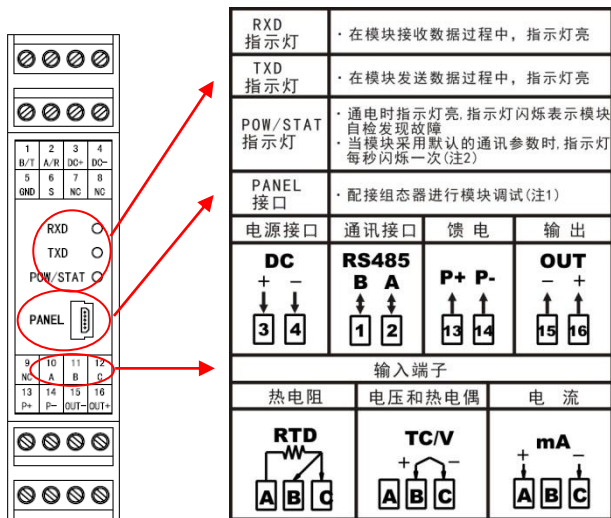 1 2 3 4
B/T A/R DC+ DC-
5 6 7 8
GND S NC NC
RXD
TXD
POW/STAT
PANEL
9 10 11 12
NC A B C
13 14 15 16
P+ P- OUT- OUT+
RXD
指示灯
·在模块接收数据过程中，指示灯亮
TXD
指示灯
·在模块发送数据过程中，指示灯亮
POW/STAT
指示灯
·通电时指示灯亮,指示灯闪烁表示模块
自检发现故障
·当模块采用默认的通讯参数时,指示灯
每秒闪烁一次(注2)
PANEL
接口
·配接组态器进行模块调试(注1)
电源接口 通讯接口 馈电 输出
DC
+ −
3 4
RS485
B A
1 2
P+ P-
13 14
OUT
− +
15 16
输入端子
热电阻 电压和热电偶 电流
RTD
A B C
TC/V
+ −
A B C
mA
+ −
A B C